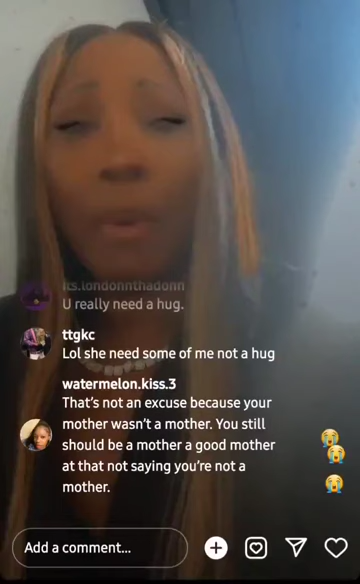 its.londonnthadonn
U really need a hug.
ttgkc
Lol she need some of me not a hug
watermelon.kiss.3
That's not an excuse because your
mother wasn't a mother. You still
should be a mother a good mother
at that not saying you're not a
mother.
Add a comment...